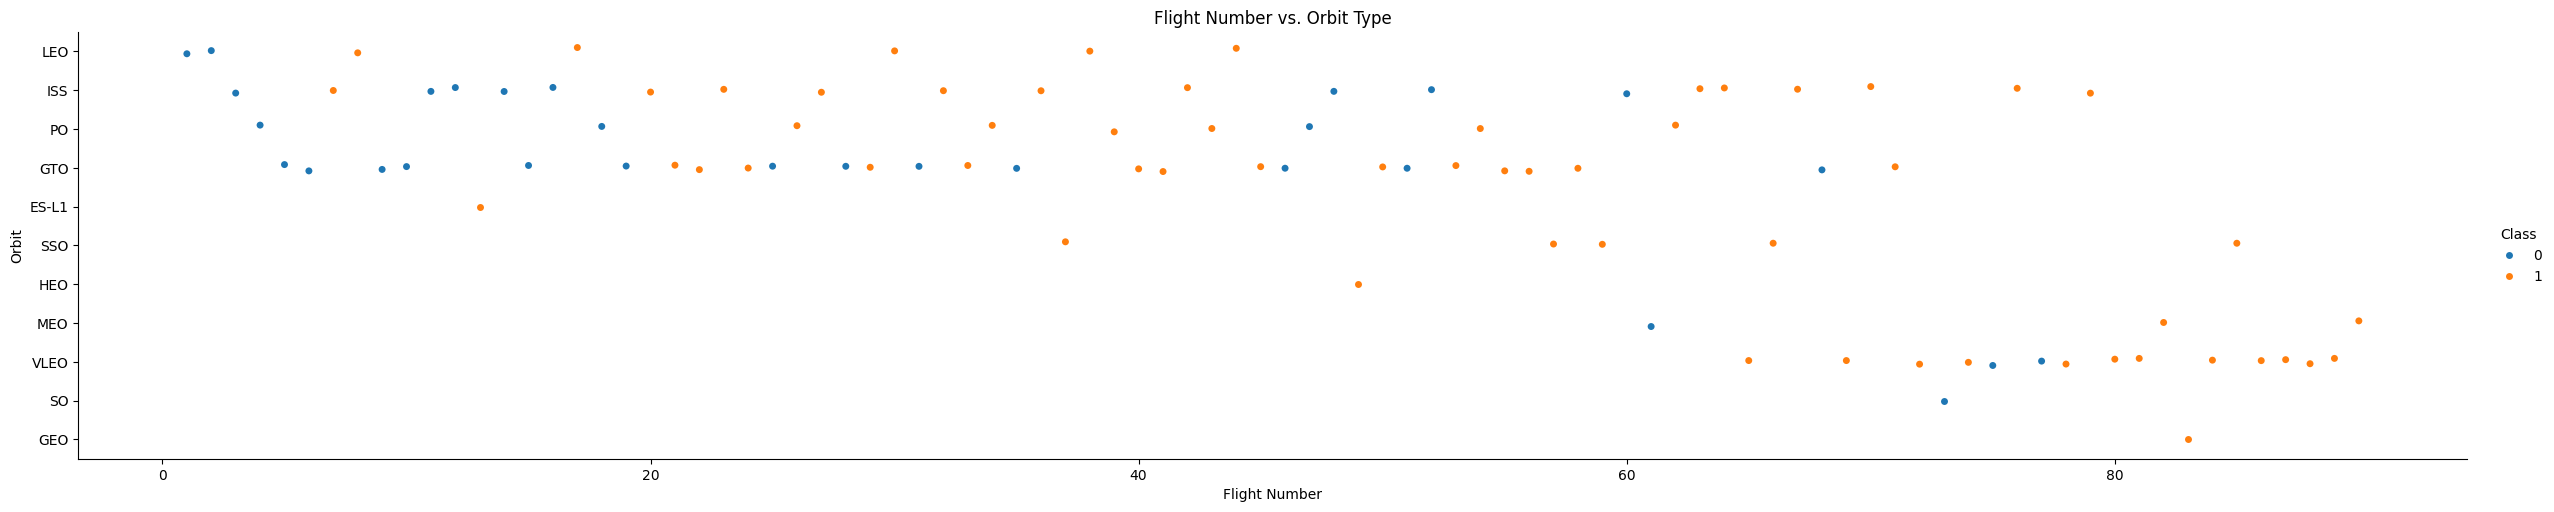 Flight Number vs. Orbit Type
LEO
ISS
PO
GTO
ES-L1
SSO
HEO
MEO
VLEO
SO
GEO
Orbit
0 20 40 60 80
Flight Number
Class
0
1